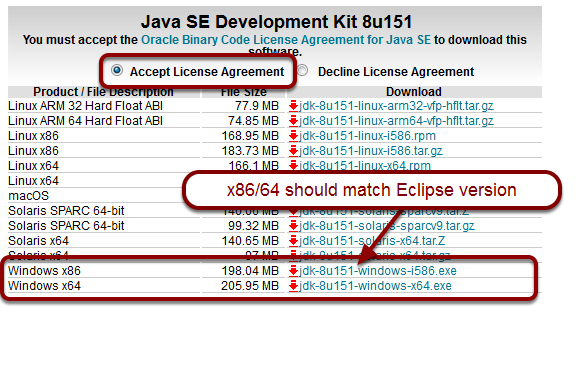 Java SE Development Kit 8u151
You must accept the Oracle Binary Code License Agreement for Java SE to download this
software.
Accept License Agreement Decline License Agreement
Product / File Description File Size Download
Linux ARM 32 Hard Float ABI 77.9 MB jdk-8u151-linux-arm32-vfp-hflt.tar.gz
Linux ARM 64 Hard Float ABI 74.85 MB jdk-8u151-linux-arm64-vfp-hflt.tar.gz
Linux x86 168.95 MB jdk-8u151-linux-i586.rpm
Linux x86 183.73 MB jdk-8u151-linux-i586.tar.gz
Linux x64 166.1 MB jdk-8u151-linux-x64.rpm
Linux x64
macOS
x86/64 should match Eclipse version
Solaris SPARC 64-bit 140.06 MB jdk-8u151-solaris-sparcv9.tar.Z
Solaris SPARC 64-bit 99.32 MB jdk-8u151-solaris-sparcv9.tar.gz
Solaris x64 140.65 MB jdk-8u151-solaris-x64.tar.Z
Solaris x64 97 MB jdk-8u151-solaris-x64.tar.gz
Windows x86 198.04 MB jdk-8u151-windows-i586.exe
Windows x64 205.95 MB jdk-8u151-windows-x64.exe